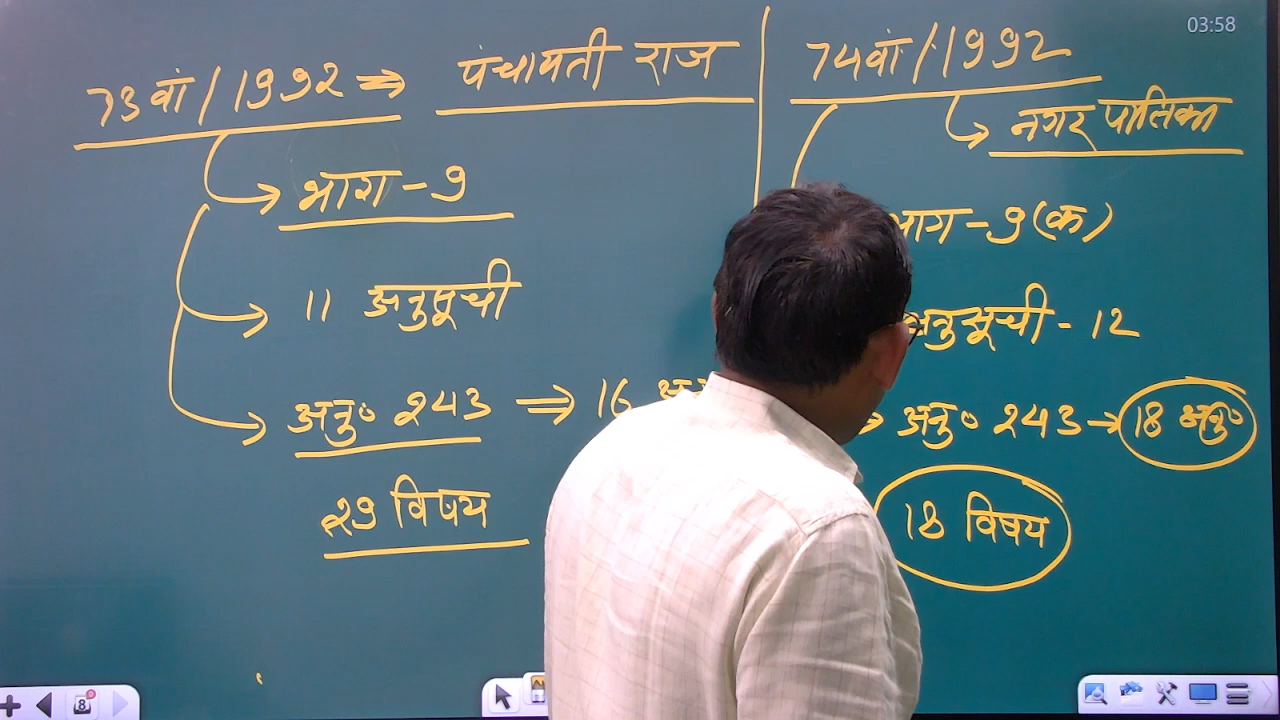 73 वां / 1992 ⇒ पंचायती राज
भाग - 9
11 अनुसूची
अनु० 243 ⇒ 16
29 विषय
74वां / 1992
नगर पालिका
भाग - 9 (क)
अनुसूची - 12
अनु० 243 → 18 अनु०
18 विषय
03:58
8